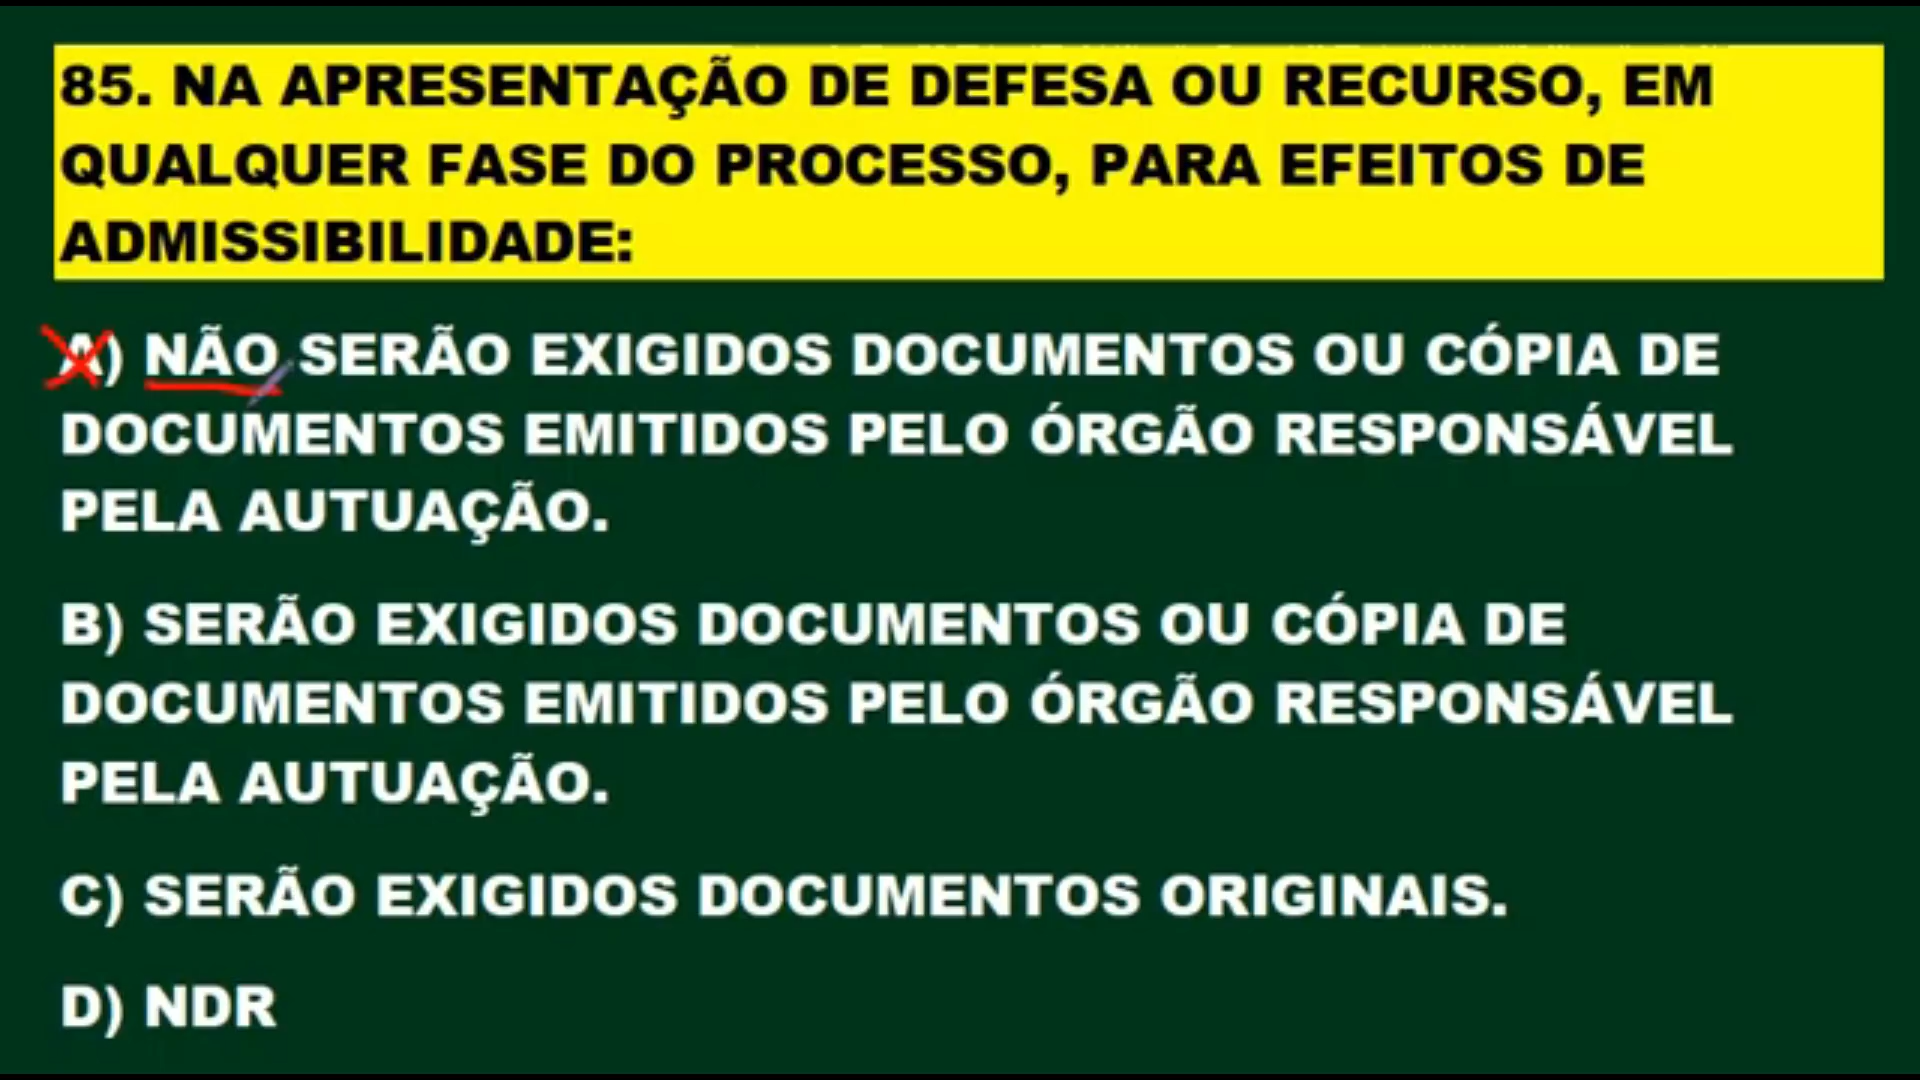 85. NA APRESENTAÇÃO DE DEFESA OU RECURSO, EM
QUALQUER FASE DO PROCESSO, PARA EFEITOS DE
ADMISSIBILIDADE:
A) NÃO SERÃO EXIGIDOS DOCUMENTOS OU CÓPIA DE
DOCUMENTOS EMITIDOS PELO ÓRGÃO RESPONSÁVEL
PELA AUTUAÇÃO.
B) SERÃO EXIGIDOS DOCUMENTOS OU CÓPIA DE
DOCUMENTOS EMITIDOS PELO ÓRGÃO RESPONSÁVEL
PELA AUTUAÇÃO.
C) SERÃO EXIGIDOS DOCUMENTOS ORIGINAIS.
D) NDR